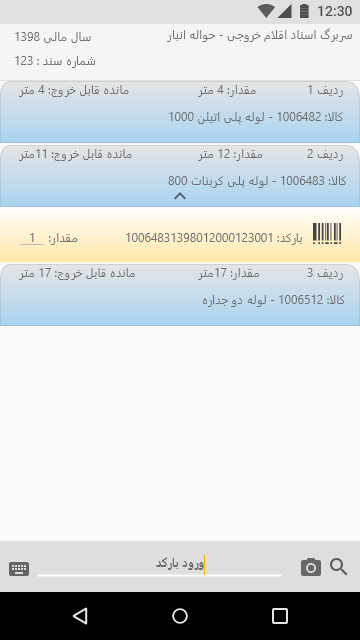 12:30
سربرگ اسناد اقلام خروجی - حواله انبار
سال مالی 1398
شماره سند : 123
ردیف 1 مقدار: 4 متر مانده قابل خروج: 4 متر
کالا: 1006482 - لوله پلی اتیلن 1000
ردیف 2 مقدار: 12 متر مانده قابل خروج: 11متر
کالا: 1006483 - لوله پلی کربنات 800
بارکد: 10064831398012000123001 مقدار: 1
ردیف 3 مقدار: 17متر مانده قابل خروج: 17 متر
کالا: 1006512 - لوله دو جداره
ورود بارکد